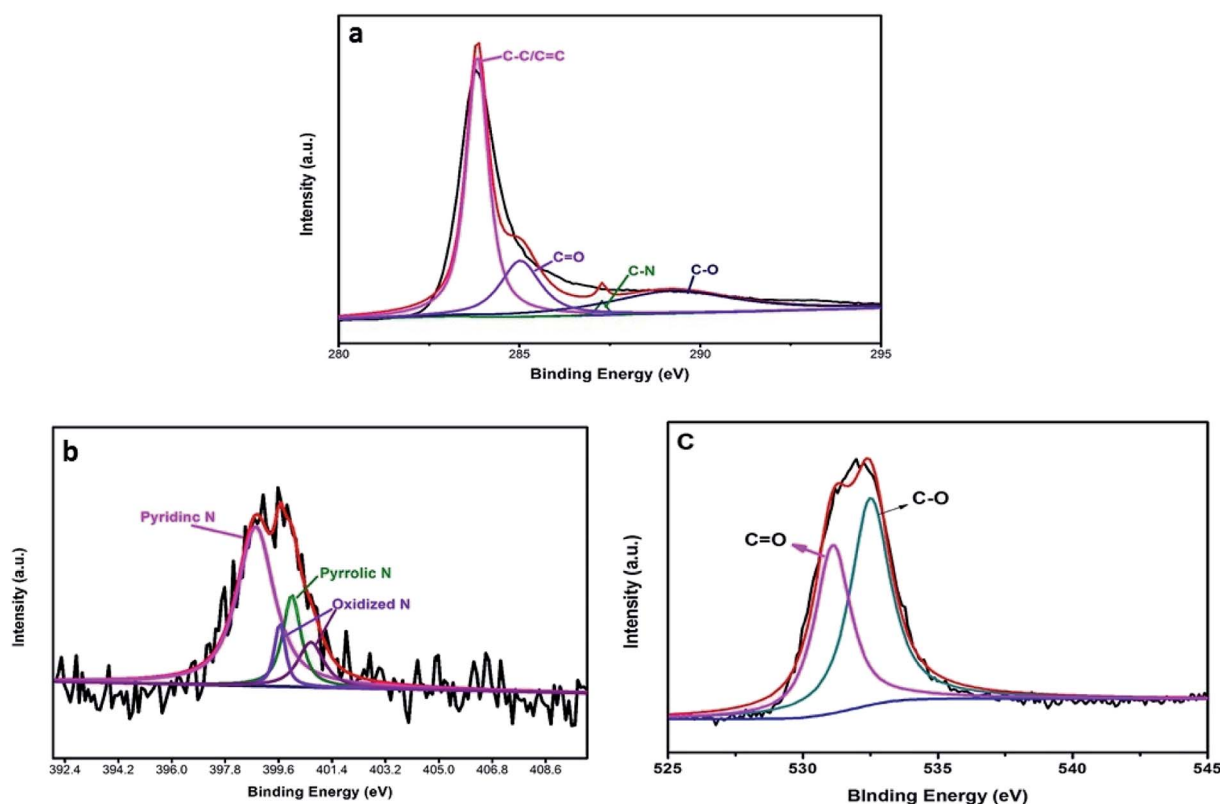 a
C-C/C=C
C=O
C-N
C-O
Intensity (a.u.)
280 285 290 295
Binding Energy (eV)
b
Pyridinc N
Pyrrolic N
Oxidized N
Intensity (a.u.)
392.4 394.2 396.0 397.8 399.6 401.4 403.2 405.0 406.8 408.6
Binding Energy (eV)
C
C=O
C-O
Intensity (a.u.)
525 530 535 540 545
BInding Energy (eV)